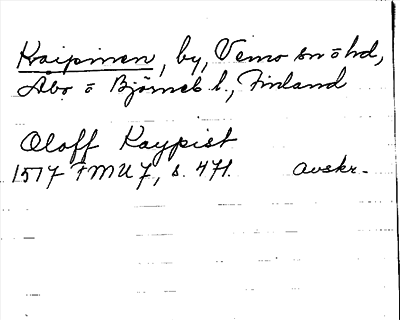 Kaipinen, by, Vemo sn o hd,
Åbo o Björneb l., Finland
Oloff Kaypist
1517 FMU 7, s. 471. Avskr.